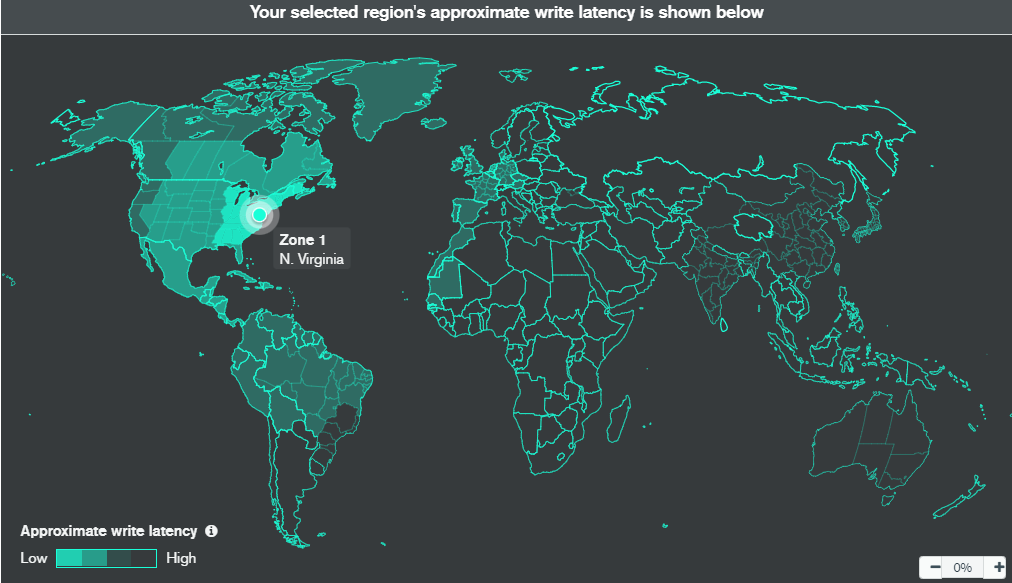 Your selected region's approximate write latency is shown below
Zone 1
N. Virginia
Approximate write latency
Low High
0%